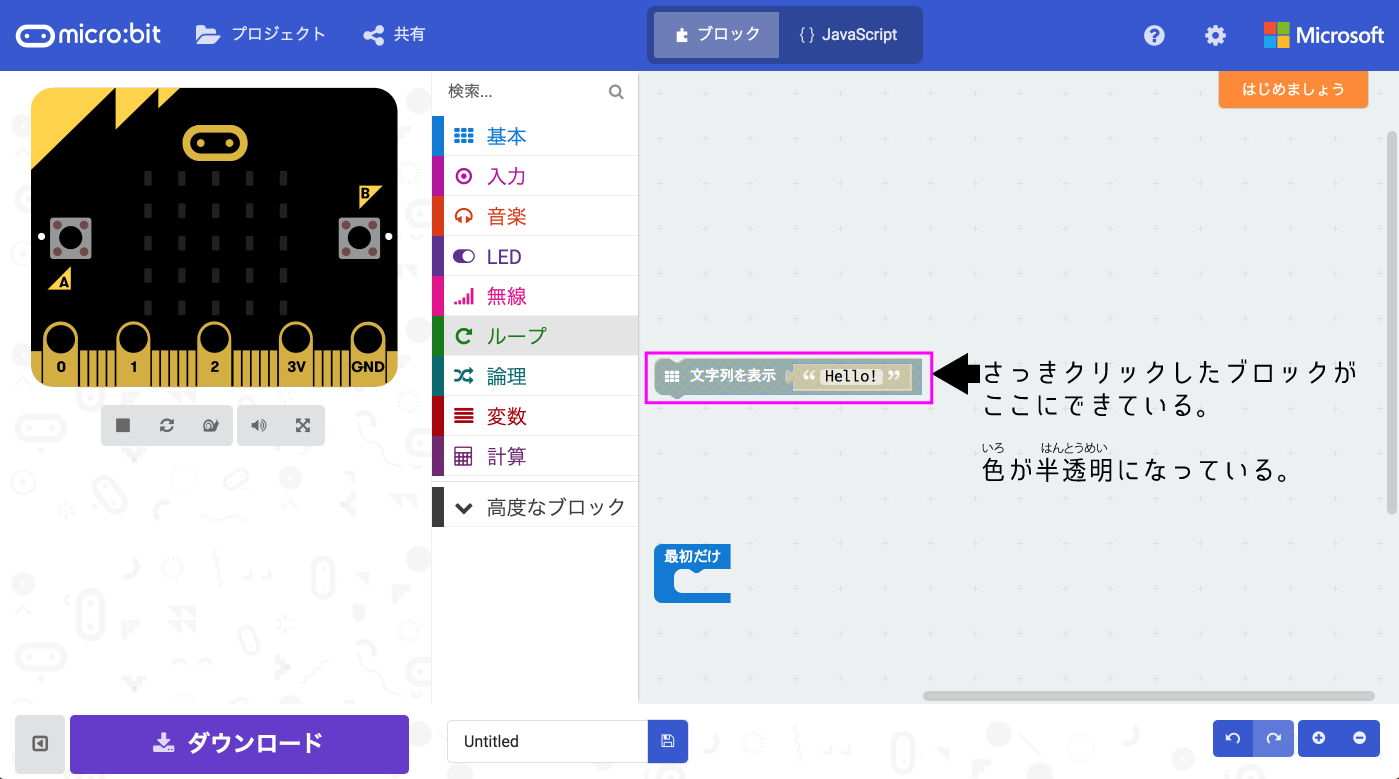 micro:bit
プロジェクト
共有
ブロック
{ } JavaScript
Microsoft
はじめましょう
検索...
基本
入力
音楽
LED
無線
ループ
論理
変数
計算
高度なブロック
B
A
0
1
2
3V
GND
文字列を表示
“ Hello! ”
さっきクリックしたブロックが
ここにできている。
いろ はんとうめい
色が半透明になっている。
最初だけ
ダウンロード
Untitled